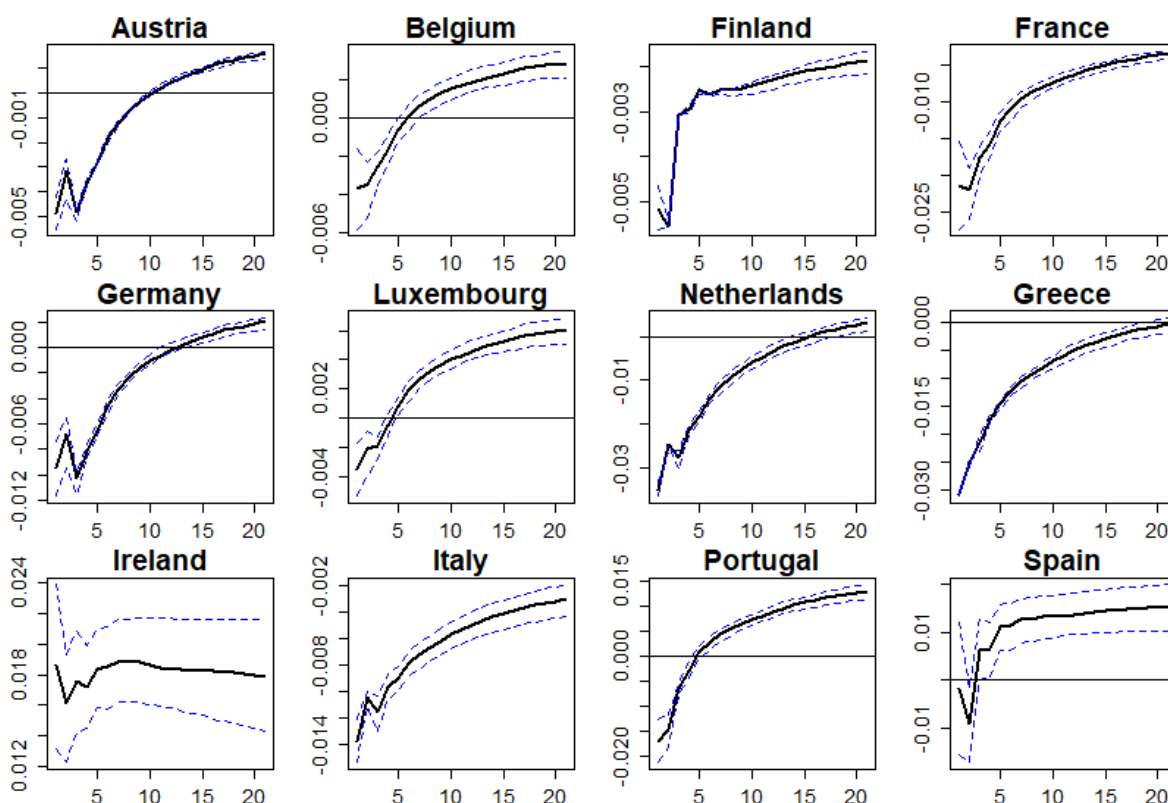 Austria Belgium Finland France
-0.001 0.000 -0.003 -0.010
-0.005 -0.006 -0.005 -0.025
5 10 15 20 5 10 15 20 5 10 15 20 5 10 15 20
Germany Luxembourg Netherlands Greece
0.000 0.002 -0.01 0.000
-0.006 -0.004 -0.03 -0.015
-0.012 -0.030
5 10 15 20 5 10 15 20 5 10 15 20 5 10 15 20
Ireland Italy Portugal Spain
0.024 -0.002 0.015 0.01
0.018 -0.008 0.000 -0.01
0.012 -0.014 -0.020
5 10 15 20 5 10 15 20 5 10 15 20 5 10 15 20